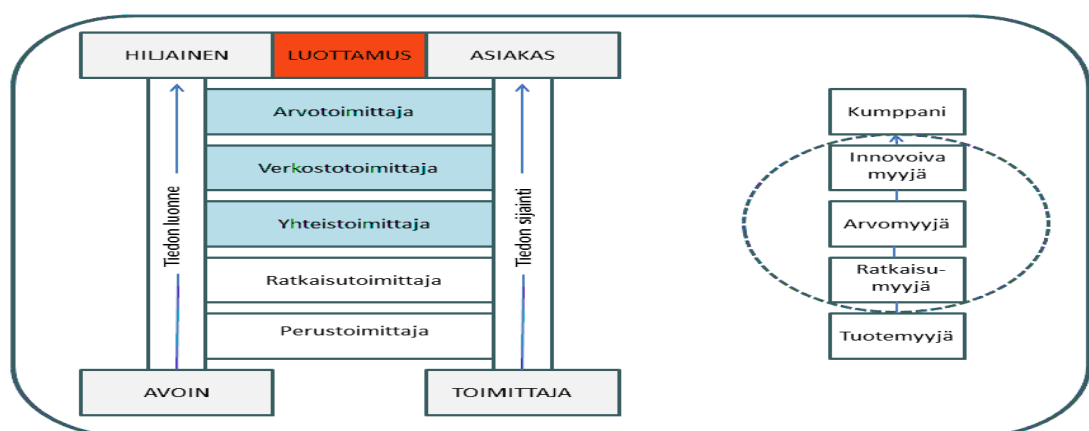 HILJAINEN LUOTTAMUS ASIAKAS
Arvotoimittaja
Verkostotoimittaja
Yhteistoimittaja
Ratkaisutoimittaja
Perustoimittaja
Tiedon luonne
Tiedon sijainti
AVOIN TOIMITTAJA
Kumppani
Innovoiva
myyjä
Arvomyyjä
Ratkaisu-
myyjä
Tuotemyyjä